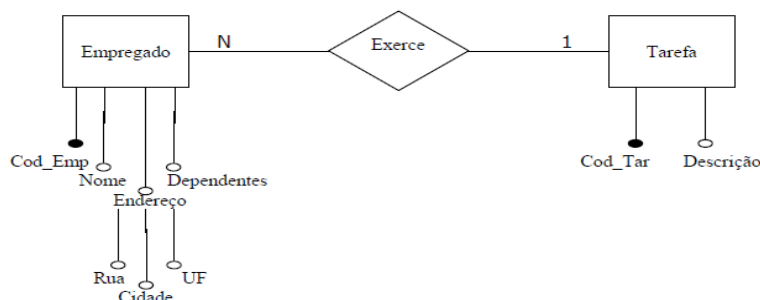 Empregado
N
Exerce
1
Tarefa
Cod_Emp
Nome
Endereço
Dependentes
Cod_Tar
Descrição
Rua
Cidade
UF